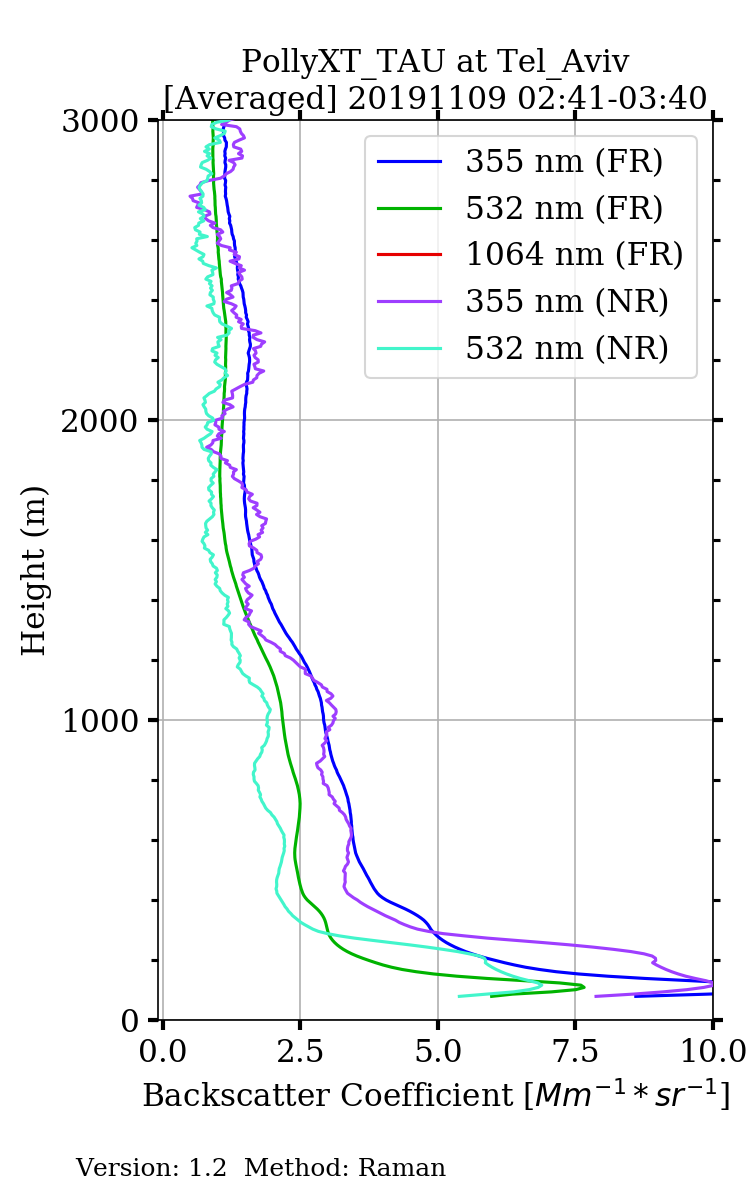 PollyXT_TAU at Tel_Aviv
[Averaged] 20191109 02:41-03:40
3000
2000
1000
0
Height (m)
355 nm (FR)
532 nm (FR)
1064 nm (FR)
355 nm (NR)
532 nm (NR)
0.0 2.5 5.0 7.5 10.0
Backscatter Coefficient [Mm⁻¹ * sr⁻¹]
Version: 1.2 Method: Raman